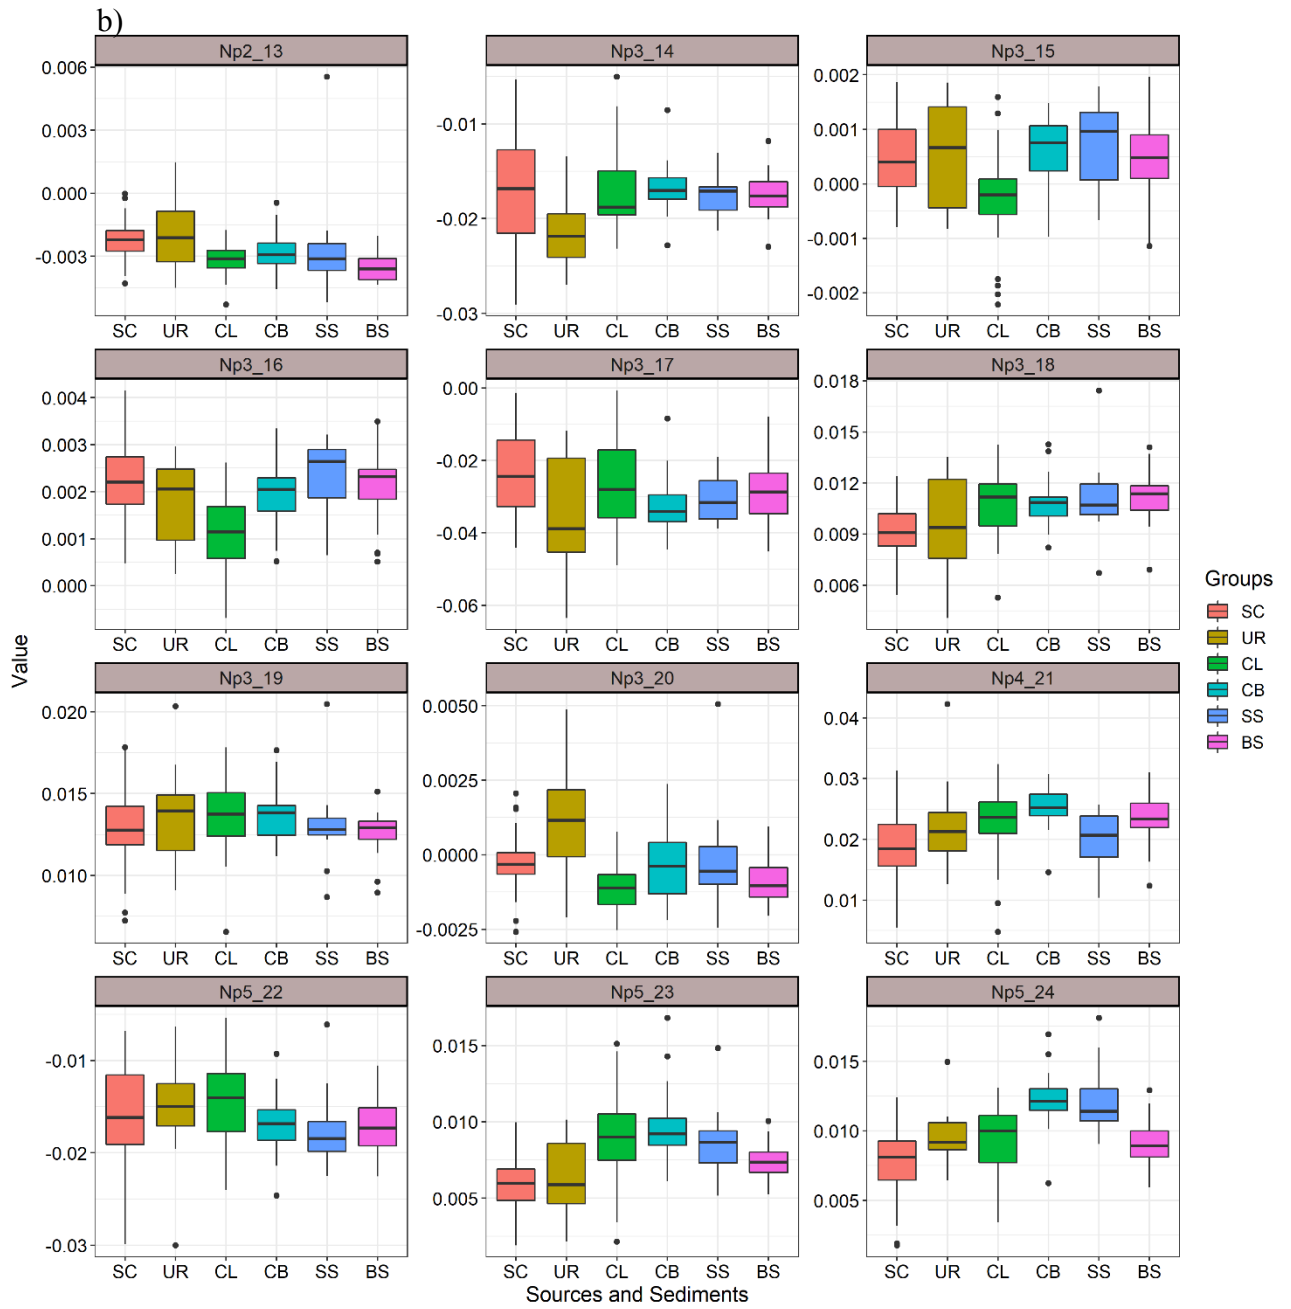 b)
Np2_13 Np3_14 Np3_15
0.006
0.003
0.000
-0.003
-0.01
-0.02
-0.03
0.002
0.001
0.000
-0.001
-0.002
SC UR CL CB SS BS SC UR CL CB SS BS SC UR CL CB SS BS
Np3_16 Np3_17 Np3_18
0.004
0.003
0.002
0.001
0.000
0.00
-0.02
-0.04
-0.06
0.018
0.015
0.012
0.009
0.006
SC UR CL CB SS BS SC UR CL CB SS BS SC UR CL CB SS BS
Np3_19 Np3_20 Np4_21
0.020
0.015
0.010
0.0050
0.0025
0.0000
-0.0025
0.04
0.03
0.02
0.01
SC UR CL CB SS BS SC UR CL CB SS BS SC UR CL CB SS BS
Np5_22 Np5_23 Np5_24
-0.01
-0.02
-0.03
0.015
0.010
0.005
0.015
0.010
0.005
SC UR CL CB SS BS SC UR CL CB SS BS SC UR CL CB SS BS
Value
Sources and Sediments
Groups
SC
UR
CL
CB
SS
BS